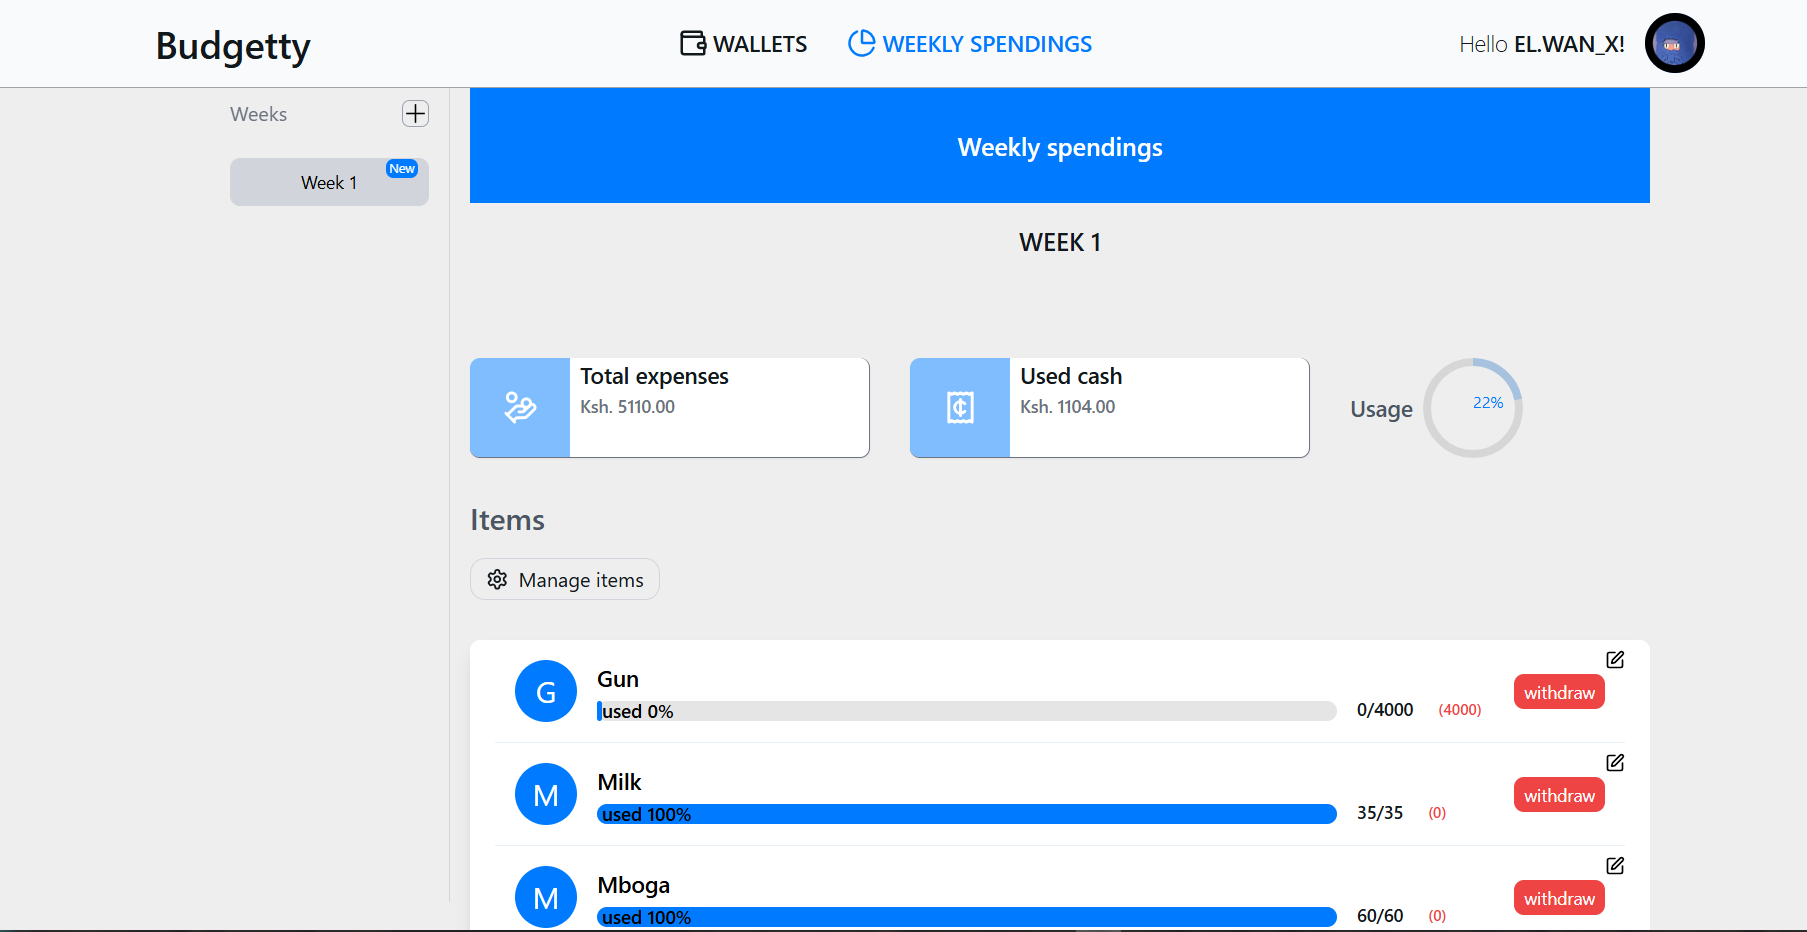 Budgetty
WALLETS
WEEKLY SPENDINGS
Hello EL.WAN_X!
Weeks
New
Week 1
Weekly spendings
WEEK 1
Total expenses
Ksh. 5110.00
Used cash
Ksh. 1104.00
Usage
22%
Items
Manage items
G
Gun
used 0%
0/4000
(4000)
withdraw
M
Milk
used 100%
35/35
(0)
withdraw
M
Mboga
used 100%
60/60
(0)
withdraw